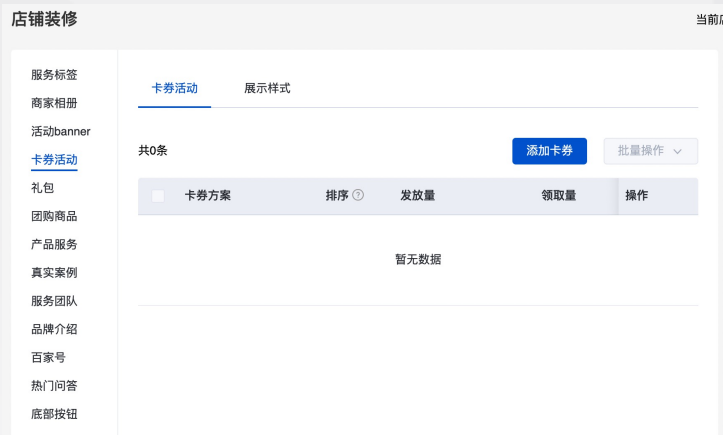 店铺装修
当前
服务标签
商家相册
活动banner
卡券活动
礼包
团购商品
产品服务
真实案例
服务团队
品牌介绍
百家号
热门问答
底部按钮
卡券活动 展示样式
共0条 添加卡券 批量操作
卡券方案 排序 ? 发放量 领取量 操作
暂无数据